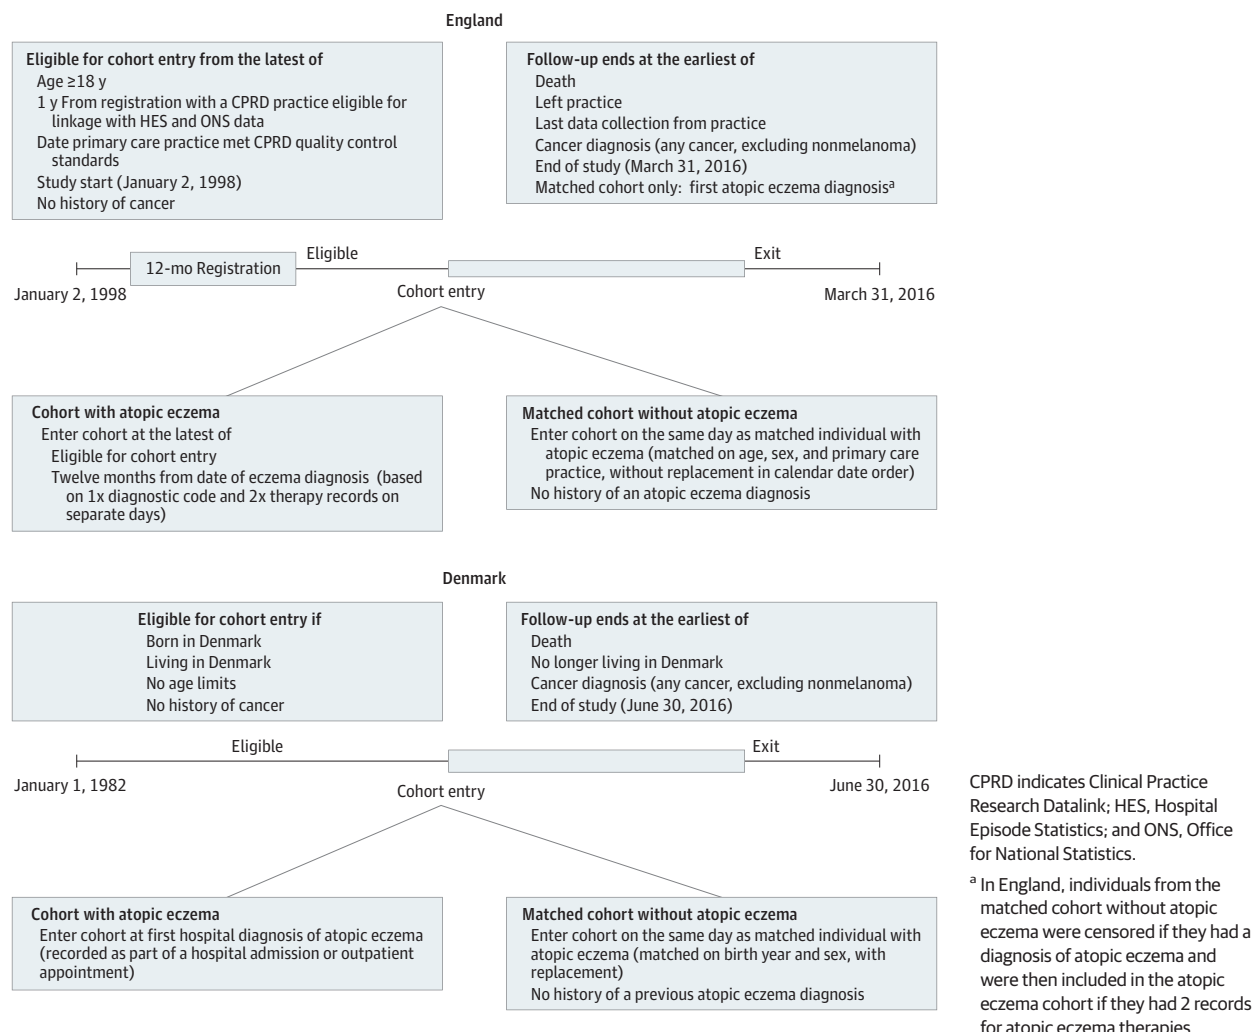 England
Eligible for cohort entry from the latest of
Age ≥18 y
1 y From registration with a CPRD practice eligible for
linkage with HES and ONS data
Date primary care practice met CPRD quality control
standards
Study start (January 2, 1998)
No history of cancer
Follow-up ends at the earliest of
Death
Left practice
Last data collection from practice
Cancer diagnosis (any cancer, excluding nonmelanoma)
End of study (March 31, 2016)
Matched cohort only: first atopic eczema diagnosisa
12-mo Registration
Eligible
Exit
January 2, 1998
Cohort entry
March 31, 2016
Cohort with atopic eczema
Enter cohort at the latest of
Eligible for cohort entry
Twelve months from date of eczema diagnosis (based
on 1x diagnostic code and 2x therapy records on
separate days)
Matched cohort without atopic eczema
Enter cohort on the same day as matched individual with
atopic eczema (matched on age, sex, and primary care
practice, without replacement in calendar date order)
No history of an atopic eczema diagnosis
Denmark
Eligible for cohort entry if
Born in Denmark
Living in Denmark
No age limits
No history of cancer
Follow-up ends at the earliest of
Death
No longer living in Denmark
Cancer diagnosis (any cancer, excluding nonmelanoma)
End of study (June 30, 2016)
Eligible
Exit
January 1, 1982
Cohort entry
June 30, 2016
Cohort with atopic eczema
Enter cohort at first hospital diagnosis of atopic eczema
(recorded as part of a hospital admission or outpatient
appointment)
Matched cohort without atopic eczema
Enter cohort on the same day as matched individual with
atopic eczema (matched on birth year and sex, with
replacement)
No history of a previous atopic eczema diagnosis
CPRD indicates Clinical Practice
Research Datalink; HES, Hospital
Episode Statistics; and ONS, Office
for National Statistics.
a In England, individuals from the
matched cohort without atopic
eczema were censored if they had a
diagnosis of atopic eczema and
were then included in the atopic
eczema cohort if they had 2 records
for atopic eczema therapies